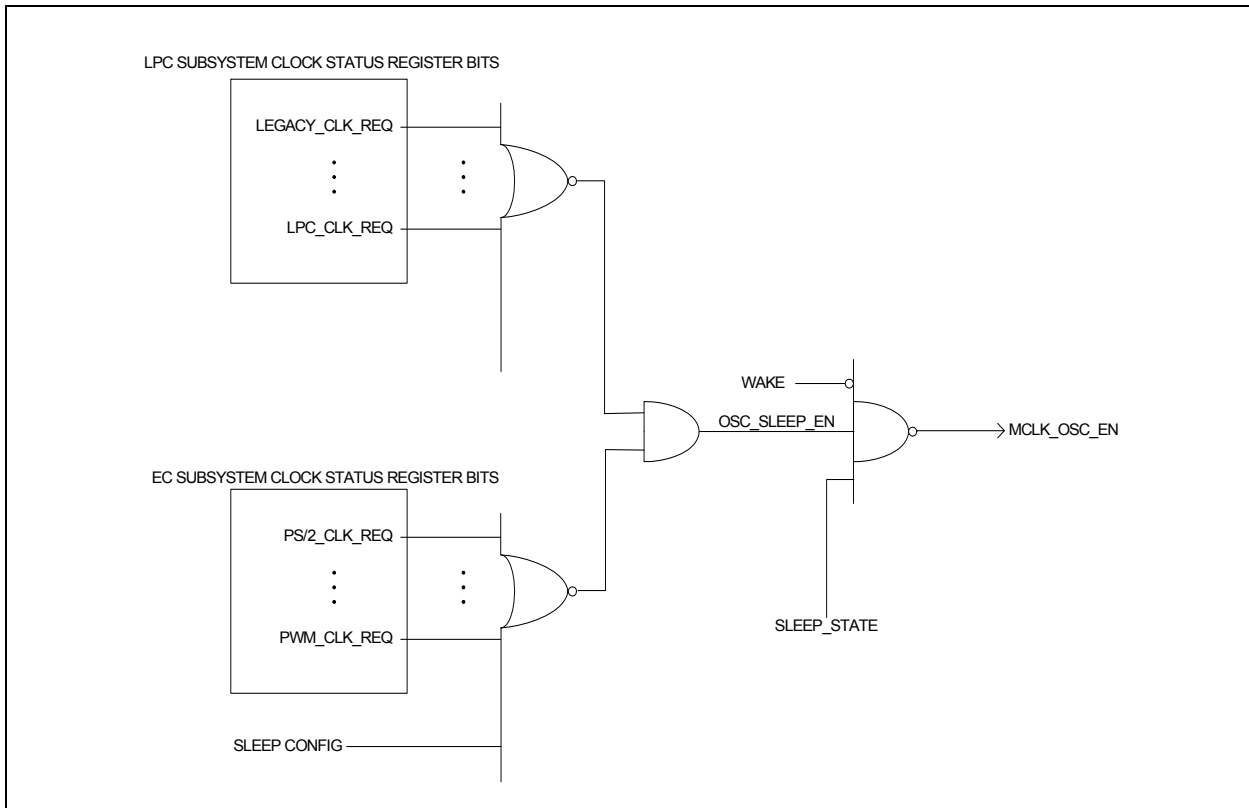 LPC SUBSYSTEM CLOCK STATUS REGISTER BITS
LEGACY_CLK_REQ
LPC_CLK_REQ
WAKE
OSC_SLEEP_EN
MCLK_OSC_EN
EC SUBSYSTEM CLOCK STATUS REGISTER BITS
PS/2_CLK_REQ
PWM_CLK_REQ
SLEEP_STATE
SLEEP CONFIG